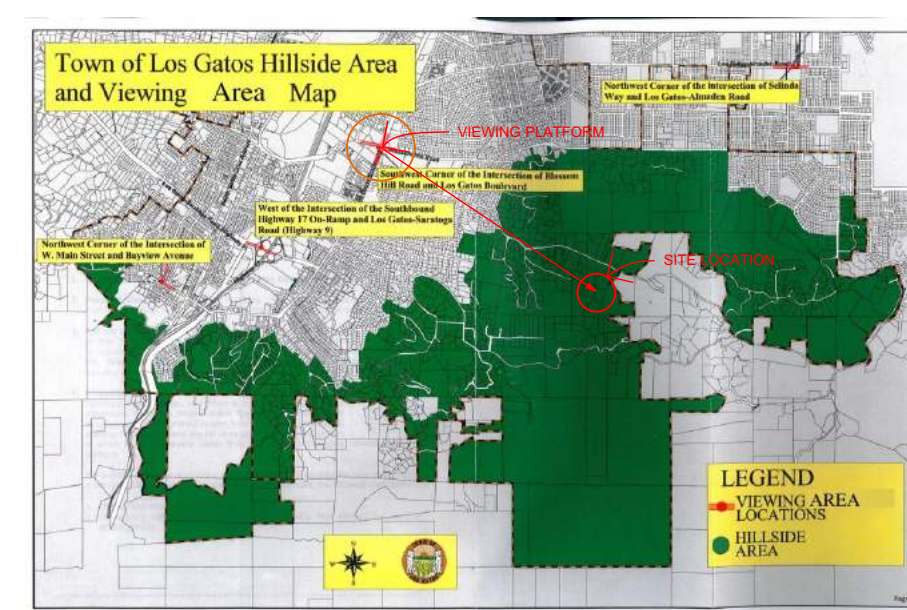 Town of Los Gatos Hillside Area
and Viewing Area Map
Northwest Corner of the intersection of Selinda
Way and Los Gatos-Almaden Road
VIEWING PLATFORM
Southwest Corner of the Intersection of Blossom
Hill Road and Los Gatos Boulevard
West of the Intersection of the Southbound
Highway 17 On-Ramp and Los Gatos-Saratoga
Road (Highway 9)
Northwest Corner of the Intersection of
W. Main Street and Bayview Avenue
SITE LOCATION
LEGEND
VIEWING AREA
LOCATIONS
HILLSIDE
AREA
N
Page